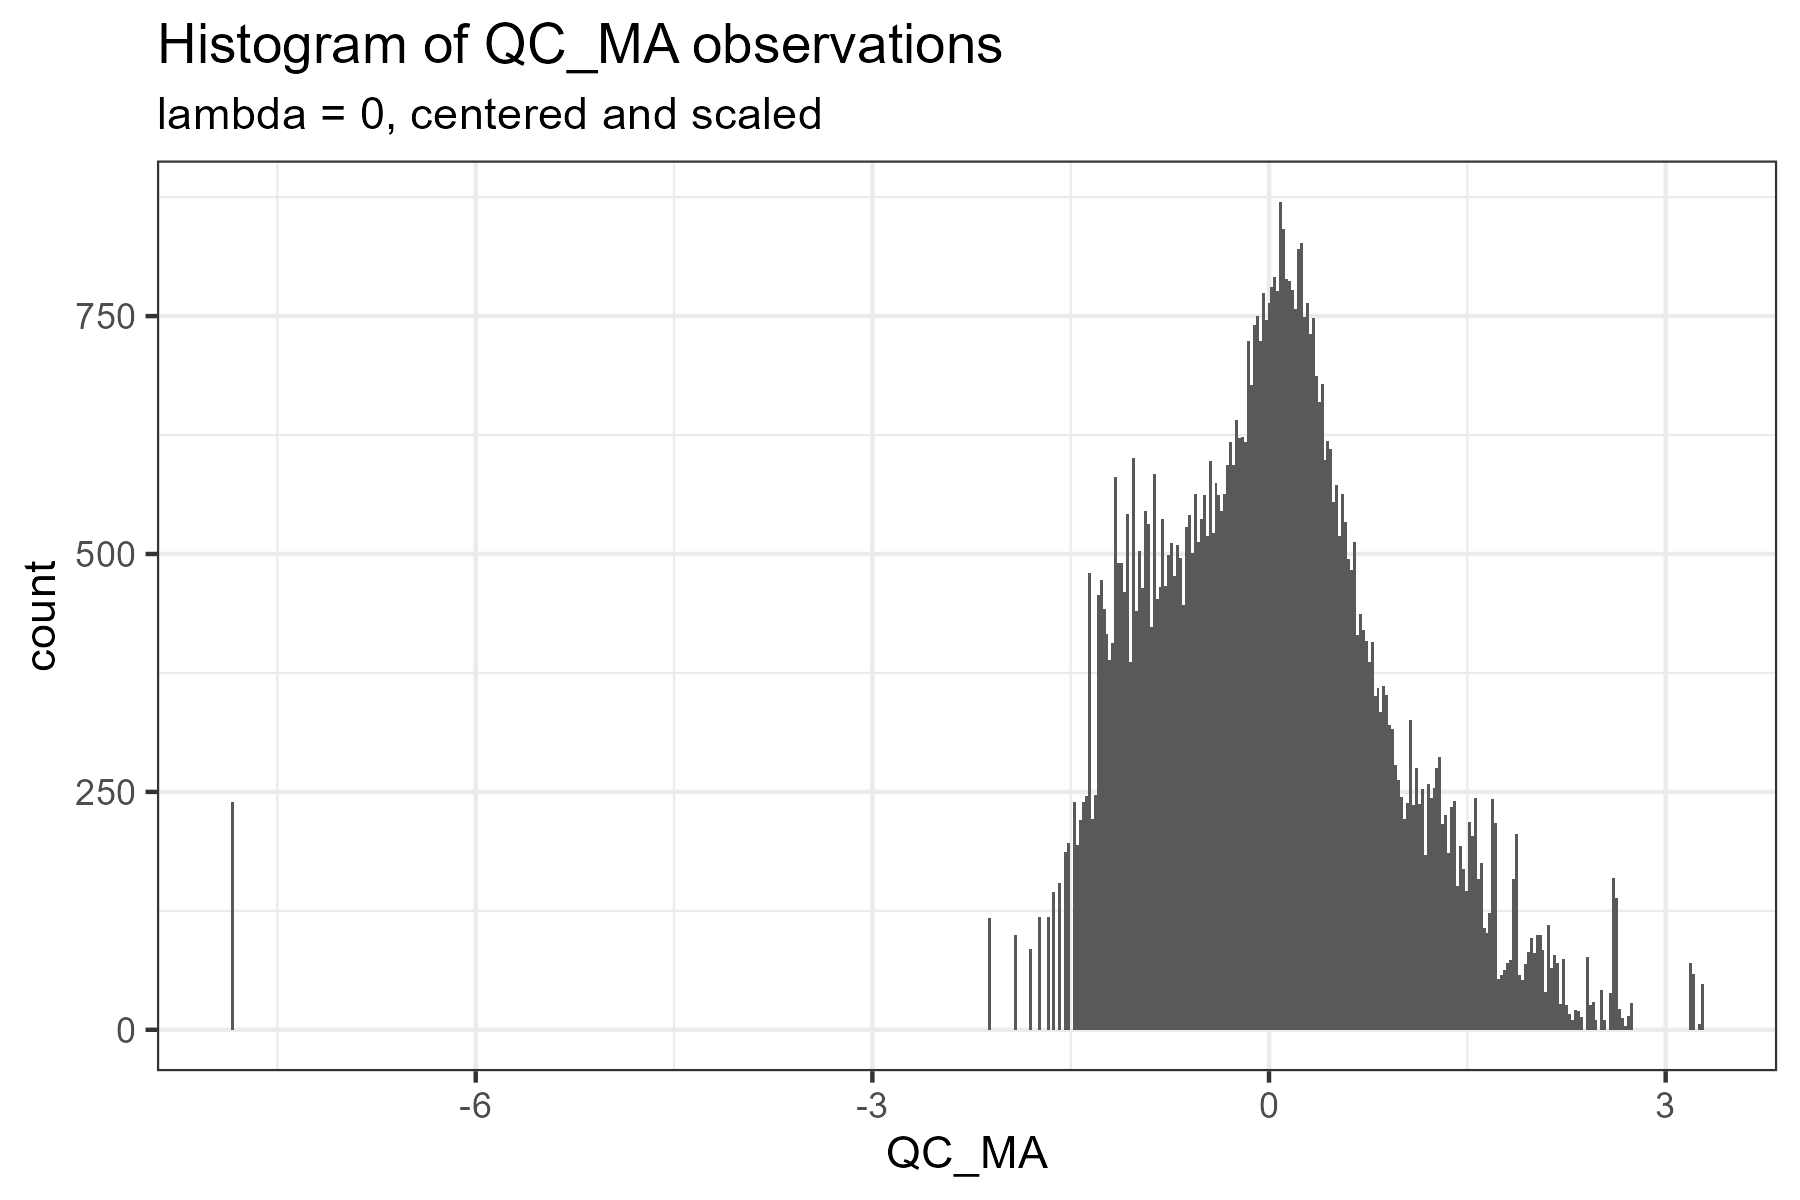 Histogram of QC_MA observations
lambda = 0, centered and scaled
count
750
500
250
0
-6
-3
0
3
QC_MA